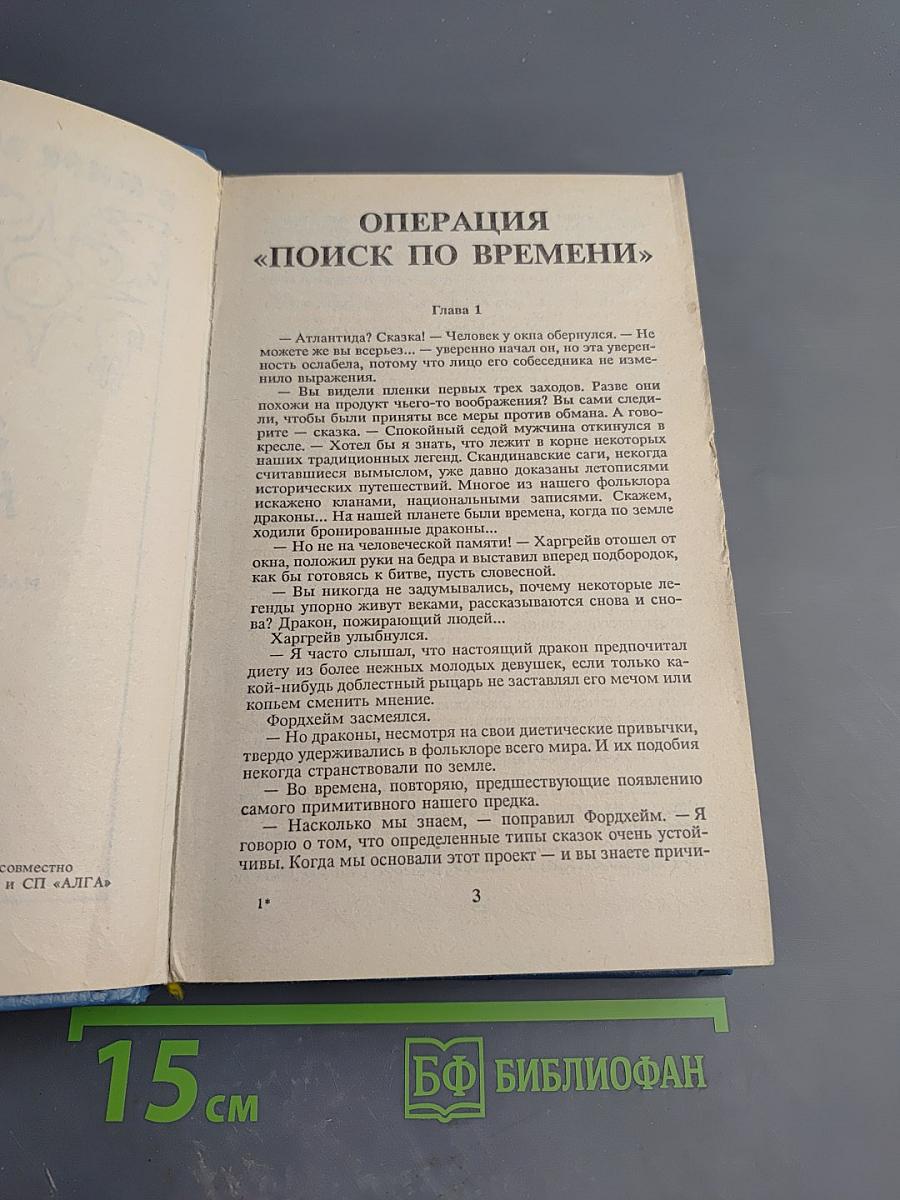 ОПЕРАЦИЯ
«ПОИСК ПО ВРЕМЕНИ»
Глава 1
— Атлантида? Сказка! — Человек у окна обернулся. — Не
можете же вы всерьез... — уверенно начал он, но эта уверен-
ность ослабела, потому что лицо его собеседника не изме-
нило выражения.
— Вы видели пленки первых трех заходов. Разве они
похожи на продукт чьего-то воображения? Вы сами следи-
ли, чтобы были приняты все меры против обмана. А гово-
рите — сказка. — Спокойный седой мужчина откинулся в
кресле. — Хотел бы я знать, что лежит в корне некоторых
наших традиционных легенд. Скандинавские саги, некогда
считавшиеся вымыслом, уже давно доказаны летописями
исторических путешествий. Многое из нашего фольклора
искажено кланами, национальными записями. Скажем,
драконы... На нашей планете были времена, когда по земле
ходили бронированные драконы...
— Но не на человеческой памяти! — Харгрейв отошел от
окна, положил руки на бедра и выставил вперед подбородок,
как бы готовясь к битве, пусть словесной.
— Вы никогда не задумывались, почему некоторые ле-
генды упорно живут веками, рассказываются снова и сно-
ва? Дракон, пожирающий людей...
Харгрейв улыбнулся.
— Я часто слышал, что настоящий дракон предпочитал
диету из более нежных молодых девушек, если только ка-
кой-нибудь доблестный рыцарь не заставлял его мечом или
копьем сменить мнение.
Фордхейм засмеялся.
— Но драконы, несмотря на свои диетические привычки,
твердо удерживались в фольклоре всего мира. И их подобия
некогда странствовали по земле.
— Во времена, повторяю, предшествующие появлению
самого примитивного нашего предка.
— Насколько мы знаем, — поправил Фордхейм. — Я
говорю о том, что определенные типы сказок очень устой-
чивы. Когда мы основали этот проект — и вы знаете причи-
1*
3
совместно
и СП «АЛГА»
15 см
БФ БИБЛИОФАН